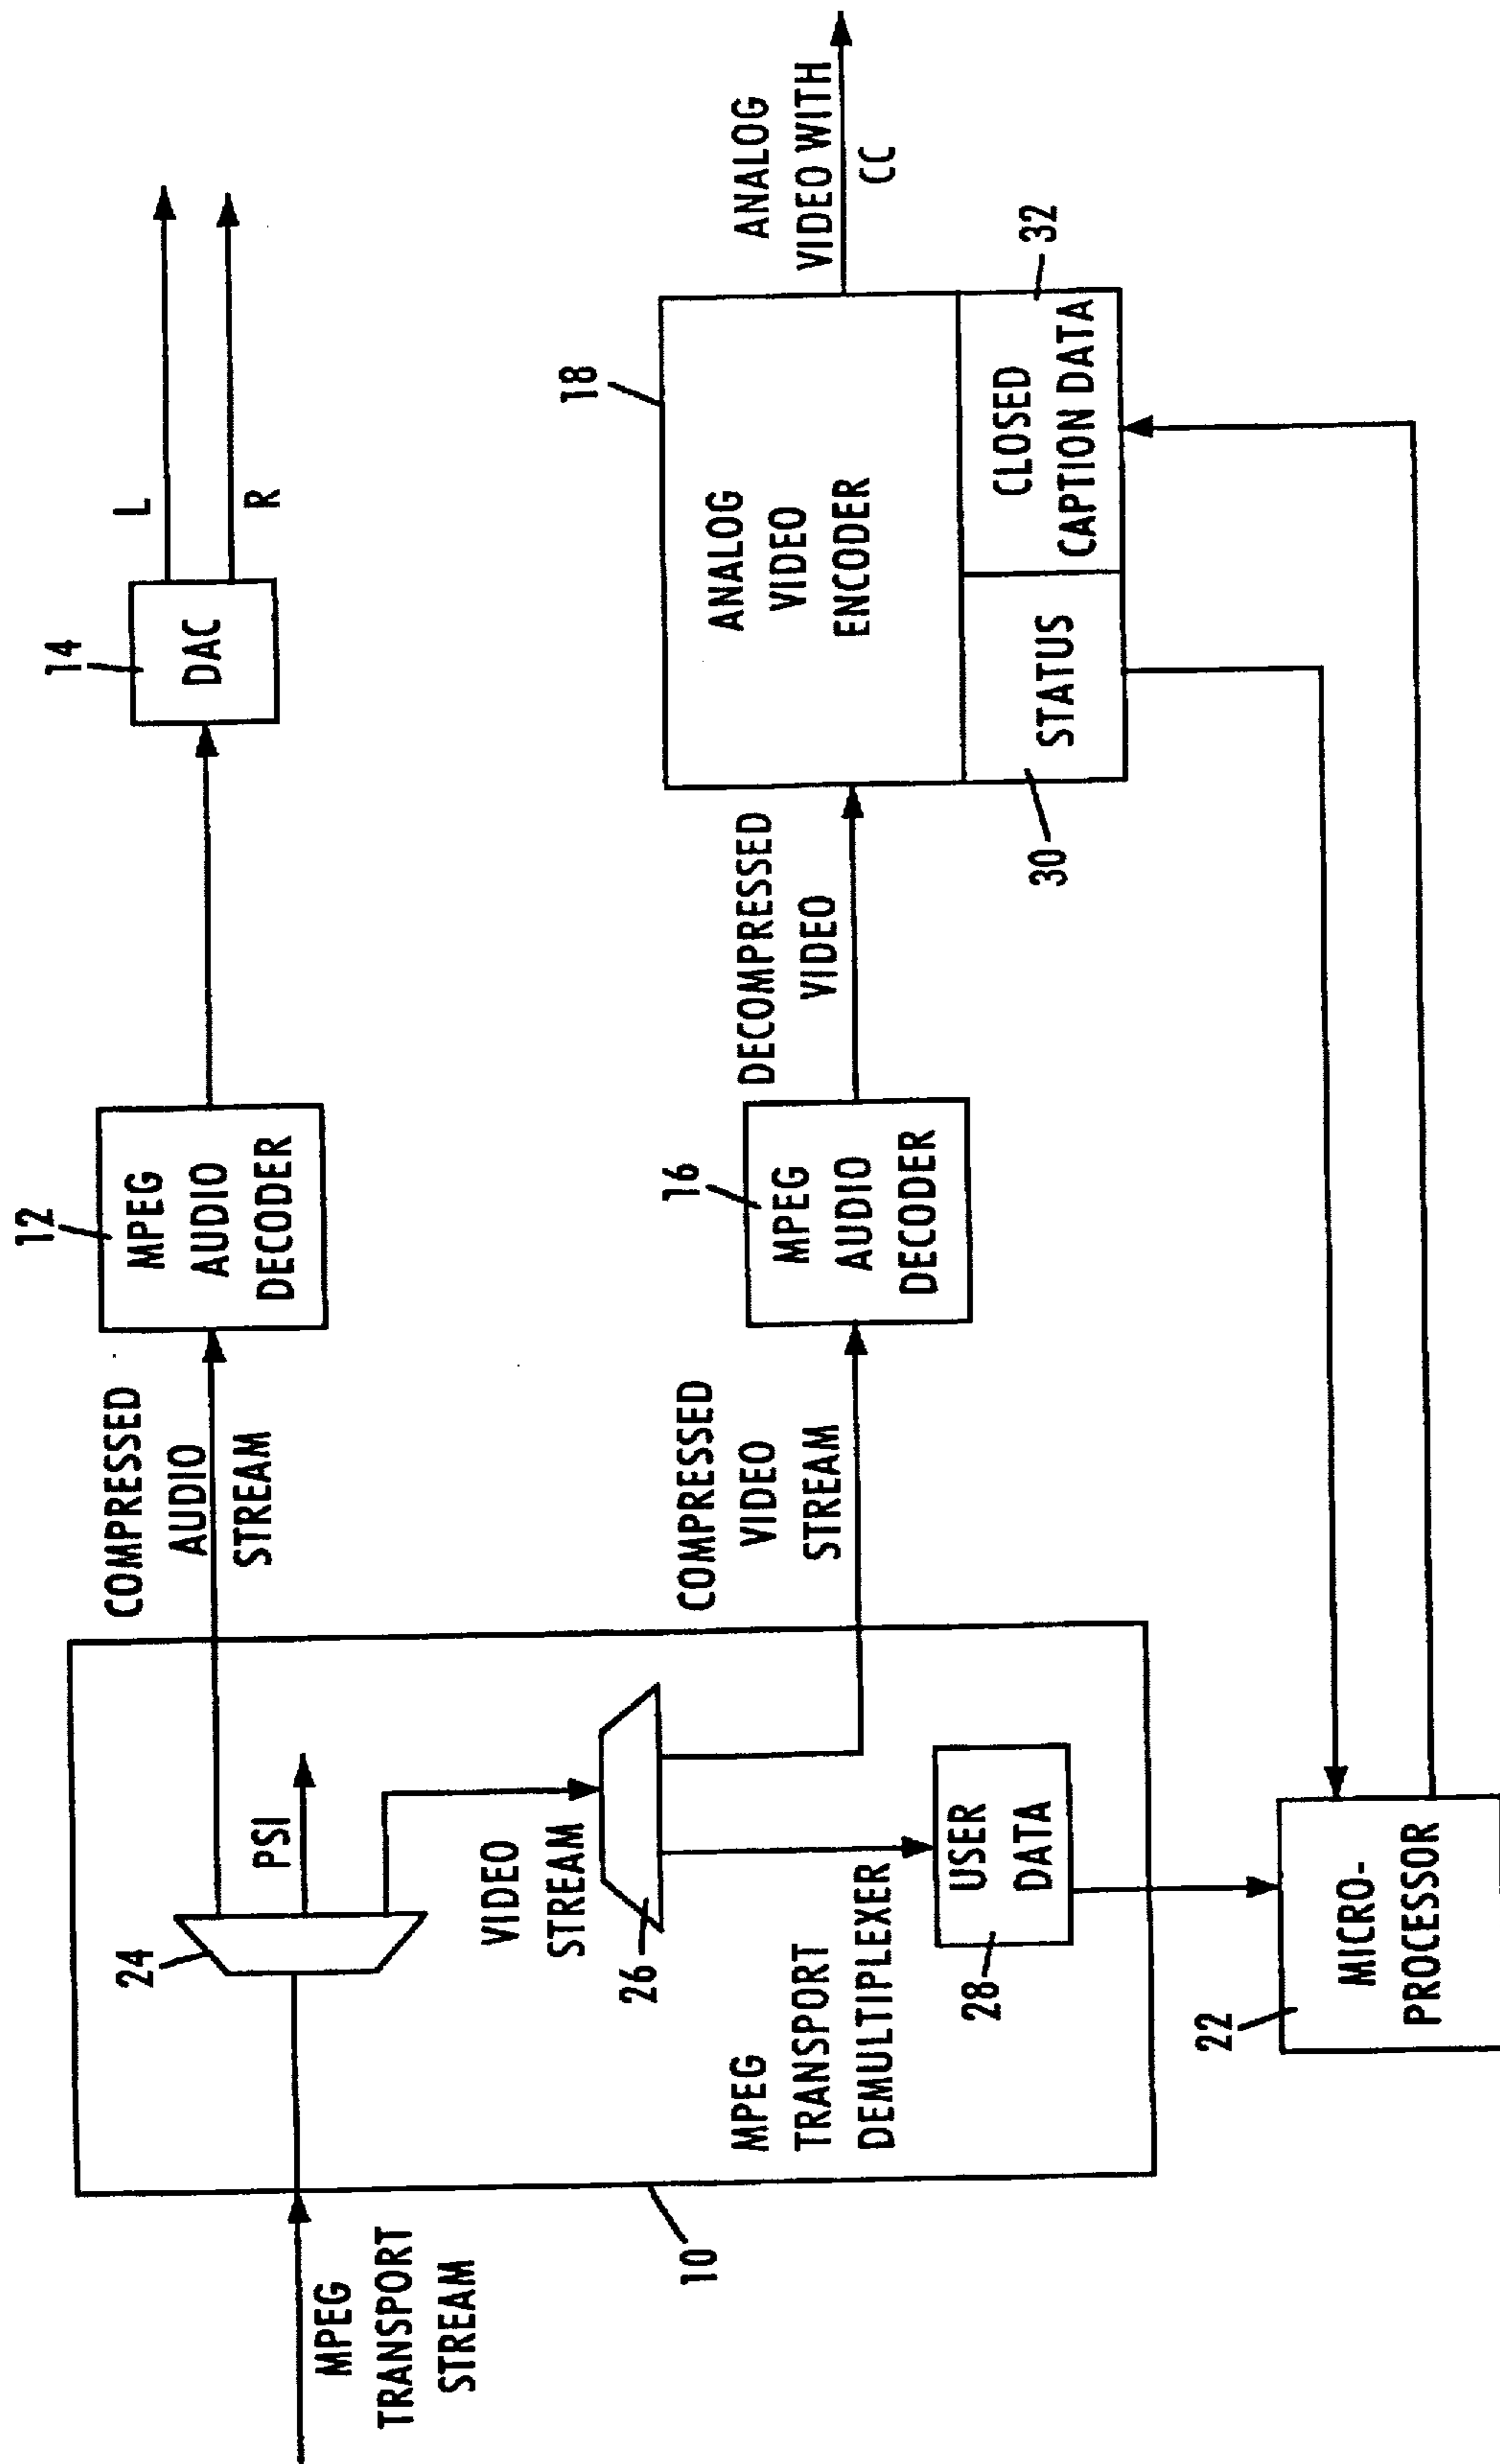 MPEG
TRANSPORT
STREAM
10
24
PSI
VIDEO
STREAM
26
MPEG
TRANSPORT
DEMULTIPLEXER
USER
DATA
28
22
MICRO-
PROCESSOR
COMPRESSED
AUDIO
STREAM
12
MPEG
AUDIO
DECODER
14
DAC
L
R
COMPRESSED
VIDEO
STREAM
16
MPEG
AUDIO
DECODER
DECOMPRESSED
VIDEO
18
ANALOG
VIDEO
ENCODER
STATUS
30
CLOSED
CAPTION DATA
32
ANALOG
VIDEO WITH
CC